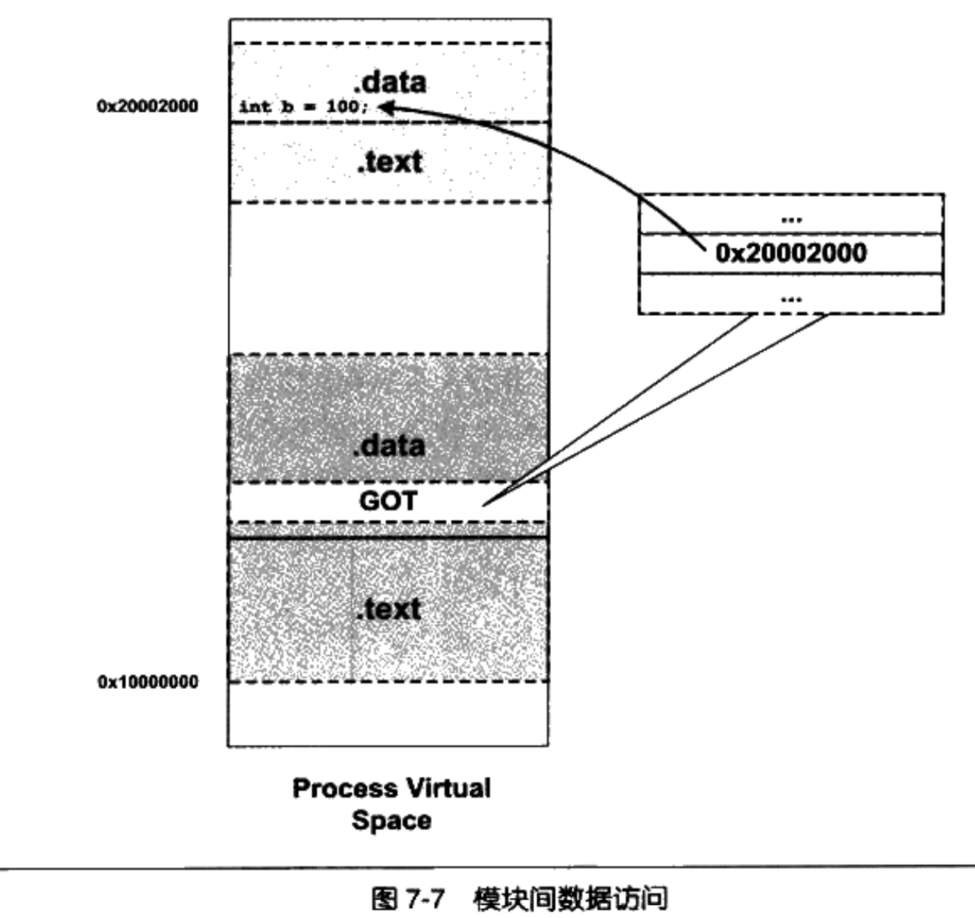 .data
0x20002000
int b = 100;
.text
...
0x20002000
...
.data
GOT
.text
0x10000000
Process Virtual
Space
图 7-7 模块间数据访问